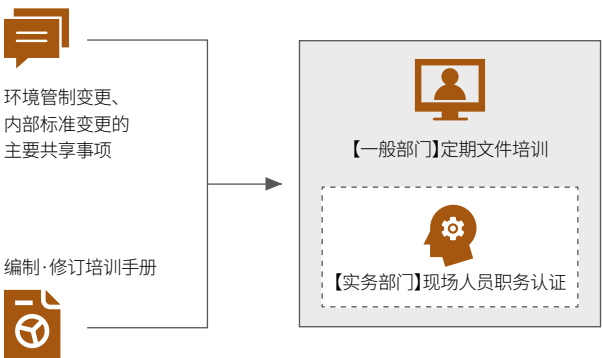 环境管制变更、
内部标准变更的
主要共享事项
编制·修订培训手册
【一般部门】定期文件培训
【实务部门】现场人员职务认证